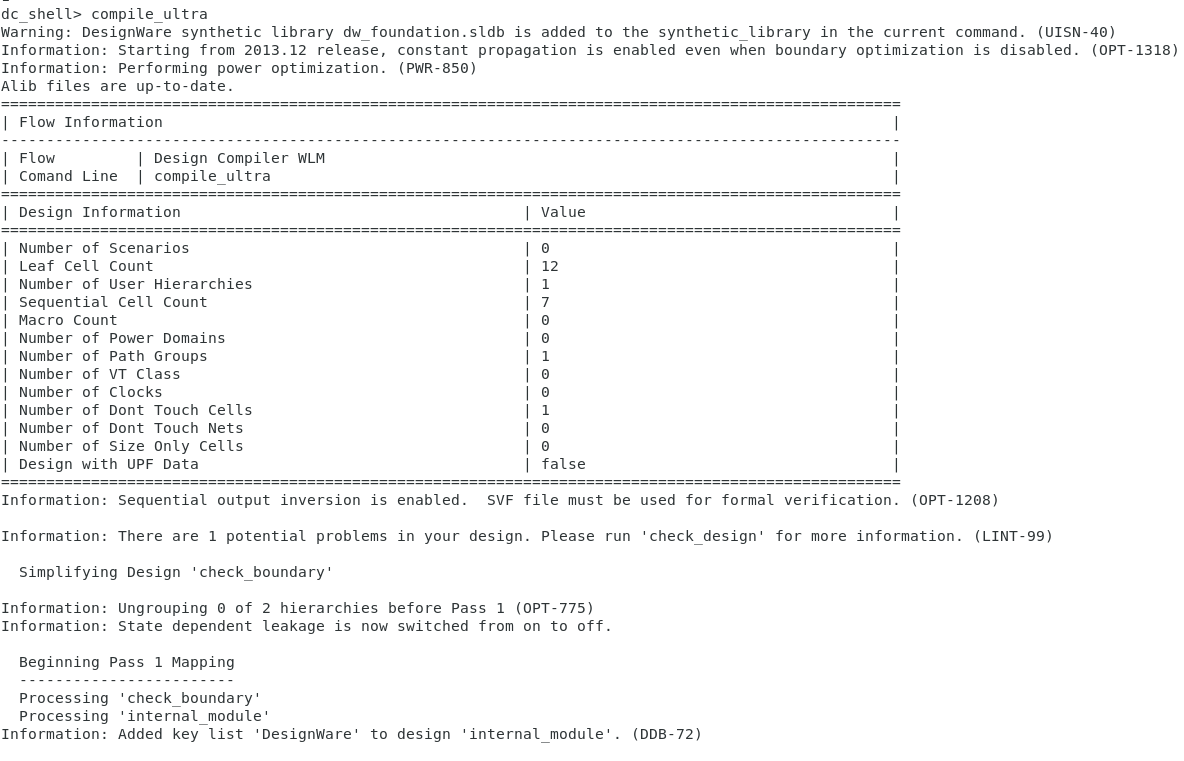 dc_shell> compile_ultra
Warning: DesignWare synthetic library dw_foundation.sldb is added to the synthetic_library in the current command. (UISN-40)
Information: Starting from 2013.12 release, constant propagation is enabled even when boundary optimization is disabled. (OPT-1318)
Information: Performing power optimization. (PWR-850)
Alib files are up-to-date.
====================================================================================================
| Flow Information                                                                                 |
----------------------------------------------------------------------------------------------------
| Flow         | Design Compiler WLM                                                               |
| Comand Line  | compile_ultra                                                                     |
====================================================================================================
| Design Information                                      | Value                                  |
====================================================================================================
| Number of Scenarios                                     | 0                                      |
| Leaf Cell Count                                         | 12                                     |
| Number of User Hierarchies                              | 1                                      |
| Sequential Cell Count                                   | 7                                      |
| Macro Count                                             | 0                                      |
| Number of Power Domains                                 | 0                                      |
| Number of Path Groups                                   | 1                                      |
| Number of VT Class                                      | 0                                      |
| Number of Clocks                                        | 0                                      |
| Number of Dont Touch Cells                              | 1                                      |
| Number of Dont Touch Nets                               | 0                                      |
| Number of Size Only Cells                               | 0                                      |
| Design with UPF Data                                    | false                                  |
====================================================================================================
Information: Sequential output inversion is enabled.  SVF file must be used for formal verification. (OPT-1208)
Information: There are 1 potential problems in your design. Please run 'check_design' for more information. (LINT-99)
  Simplifying Design 'check_boundary'
Information: Ungrouping 0 of 2 hierarchies before Pass 1 (OPT-775)
Information: State dependent leakage is now switched from on to off.
  Beginning Pass 1 Mapping
  ------------------------
  Processing 'check_boundary'
  Processing 'internal_module'
Information: Added key list 'DesignWare' to design 'internal_module'. (DDB-72)